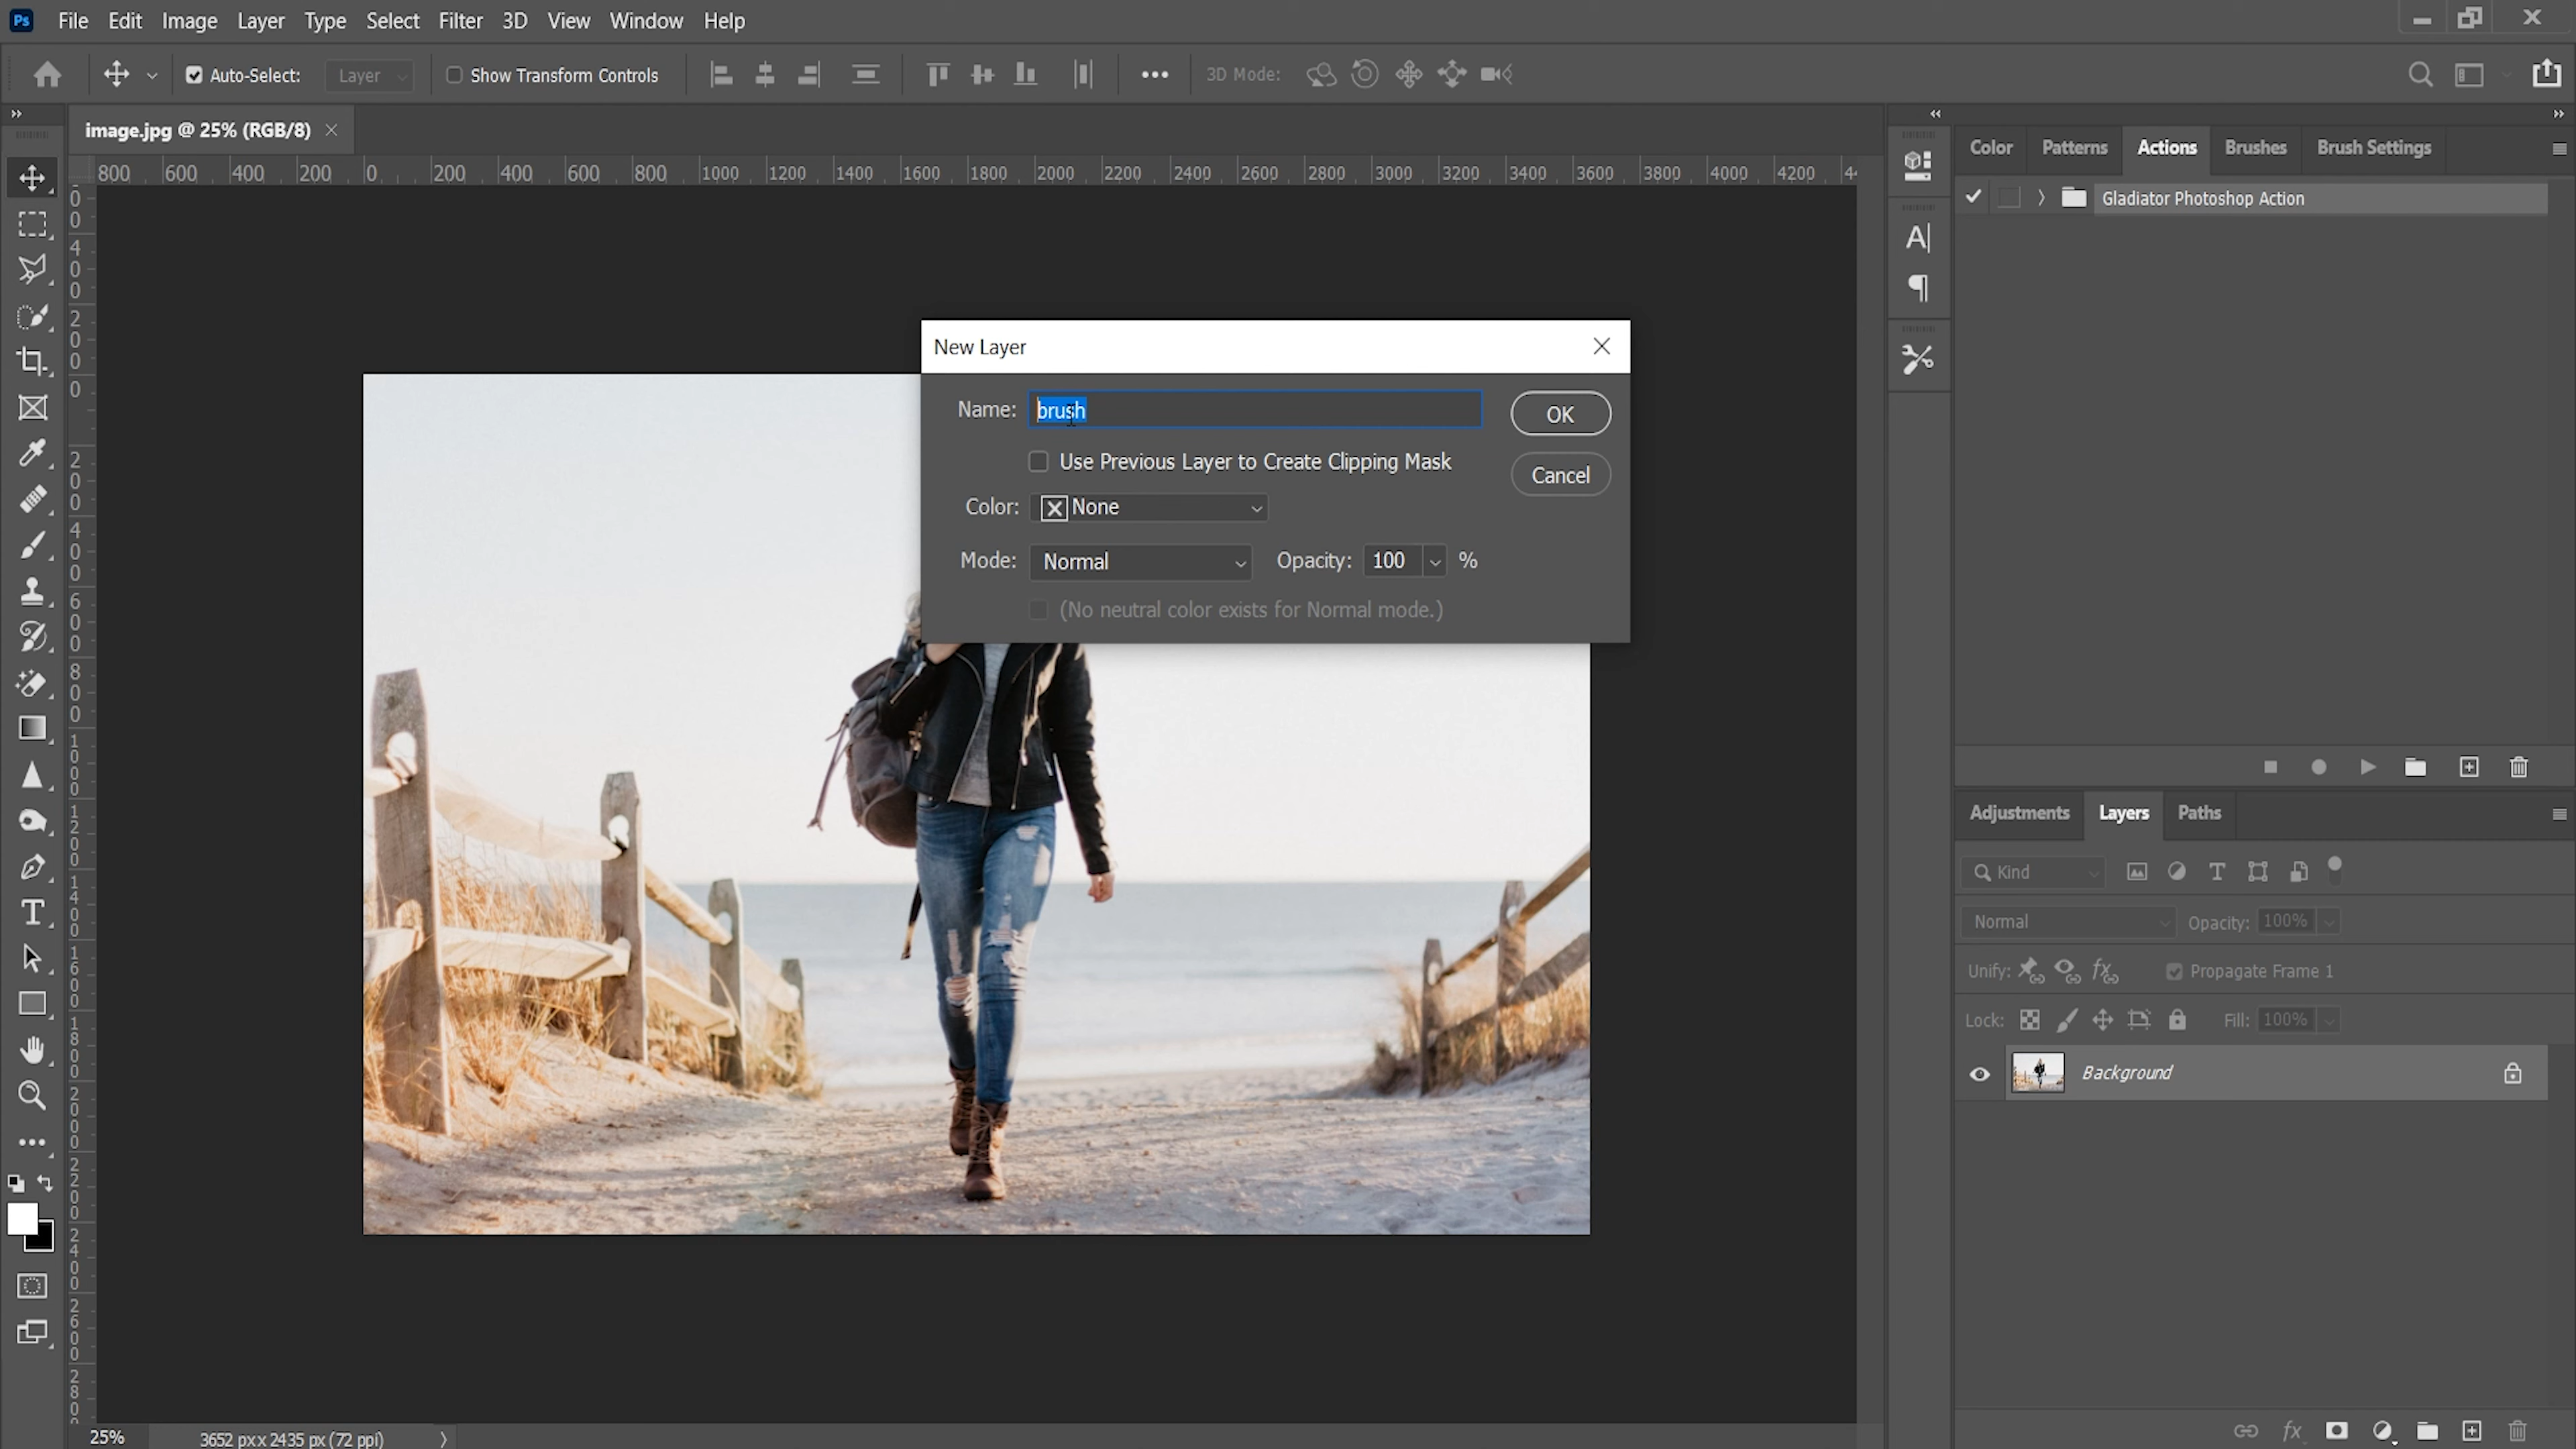 Ps File Edit Image Layer Type Select Filter 3D View Window Help
Auto-Select: Layer Show Transform Controls 3D Mode:
image.jpg @ 25% (RGB/8)
800 600 400 200 0 200 400 600 800 1000 1200 1400 1600 1800 2000 2200 2400 2600 2800 3000 3200 3400 3600 3800 4000 4200
Color Patterns Actions Brushes Brush Settings
Gladiator Photoshop Action
New Layer
Name: brush
OK
Use Previous Layer to Create Clipping Mask
Cancel
Color: None
Mode: Normal Opacity: 100 %
(No neutral color exists for Normal mode.)
Adjustments Layers Paths
Kind
Normal Opacity: 100%
Unify: Propagate Frame 1
Lock: Fill: 100%
Background
25% 3652 px x 2435 px (72 ppi)